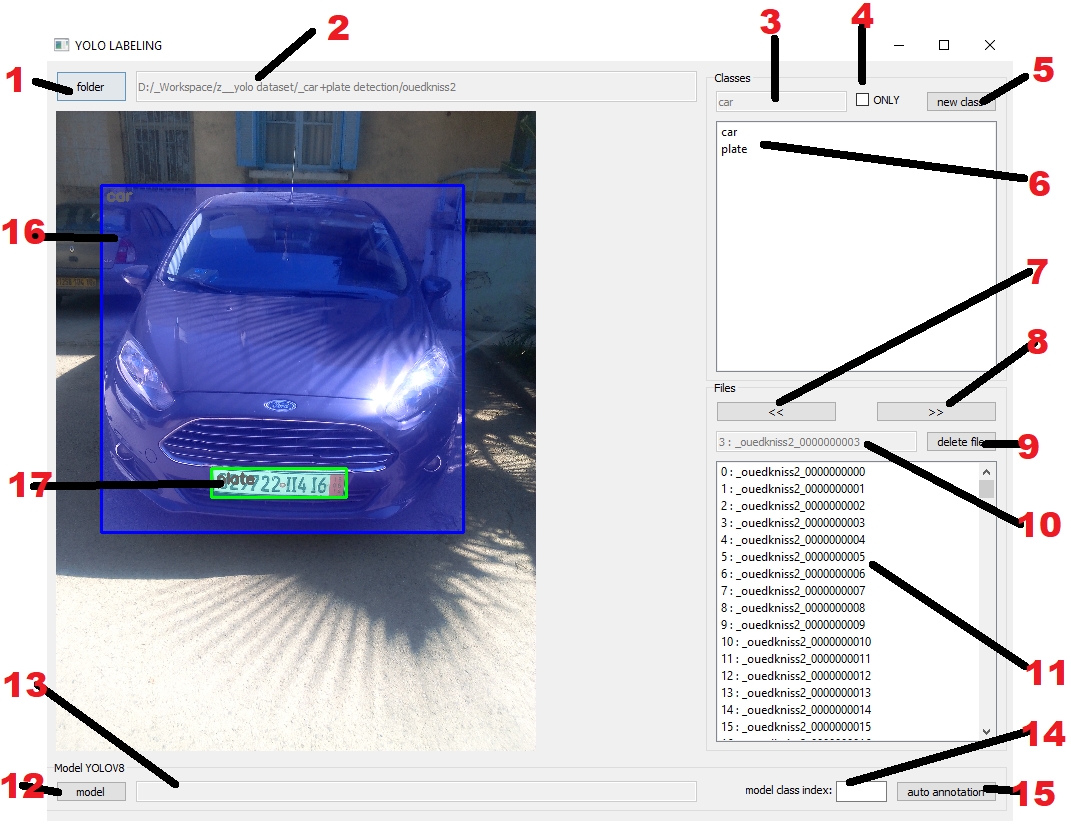 1
2
3
4
5
YOLO LABELING
folder
D:/_Workspace/z__yolo dataset/_car+plate detection/ouedkniss2
Classes
car
ONLY
new class
car
plate
6
16
car
Ford
plate
17
7
8
Files
<<
>>
3 : _ouedkniss2_0000000003
delete file
9
10
0 : _ouedkniss2_0000000000
1 : _ouedkniss2_0000000001
2 : _ouedkniss2_0000000002
3 : _ouedkniss2_0000000003
4 : _ouedkniss2_0000000004
5 : _ouedkniss2_0000000005
6 : _ouedkniss2_0000000006
7 : _ouedkniss2_0000000007
8 : _ouedkniss2_0000000008
9 : _ouedkniss2_0000000009
10 : _ouedkniss2_0000000010
11 : _ouedkniss2_0000000011
12 : _ouedkniss2_0000000012
13 : _ouedkniss2_0000000013
14 : _ouedkniss2_0000000014
15 : _ouedkniss2_0000000015
11
13
14
Model YOLOV8
12
model
model class index:
auto annotation
15